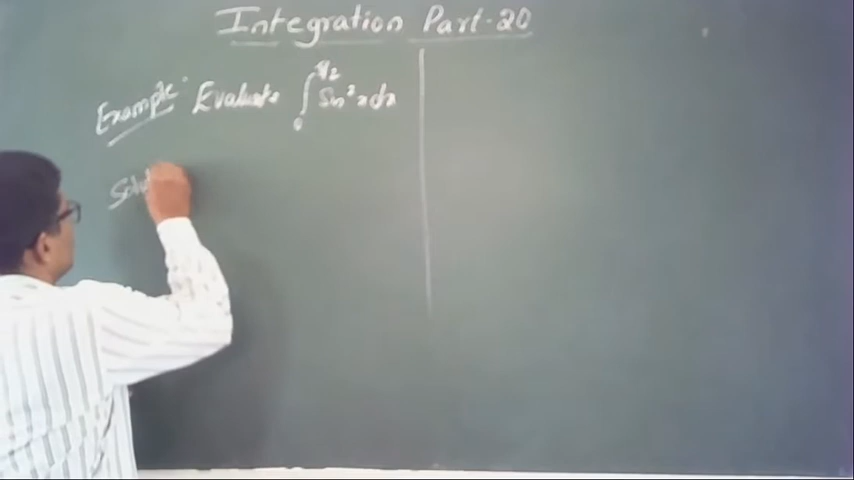 Integration Part-20
Example: Evaluate ∫₀^π/₂ Sin²x dx